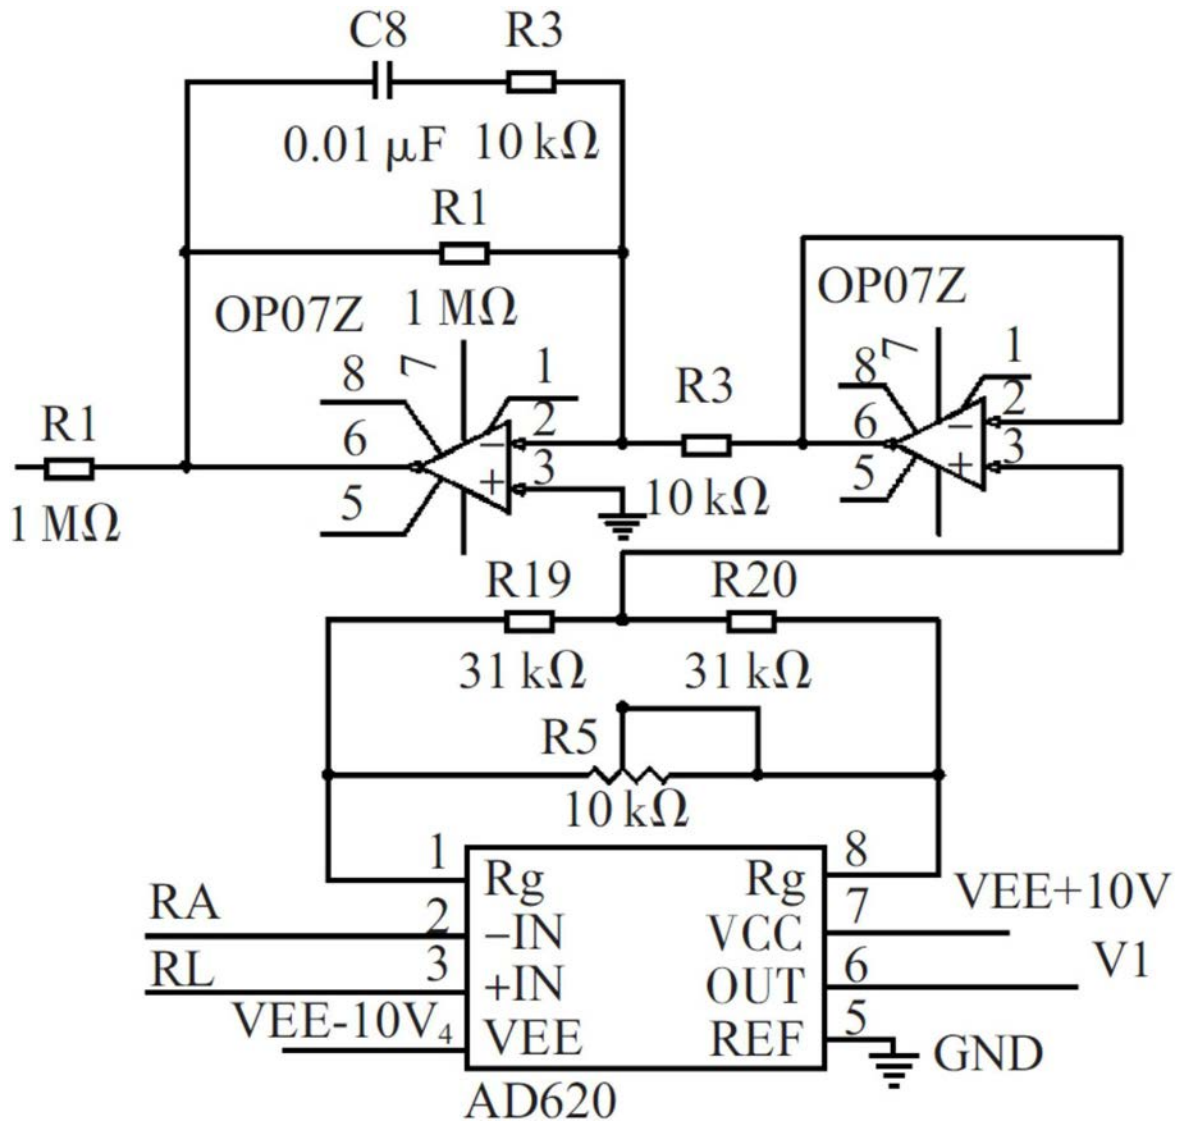 C8 R3
0.01 μF 10 kΩ
R1
1 MΩ
OP07Z
OP07Z
8 7 1
6 2
5 3
R1
1 MΩ
R3
10 kΩ
8 7 1
6 2
5 3
− +
− +
R19 R20
31 kΩ 31 kΩ
R5
10 kΩ
1 Rg Rg 8
RA 2 −IN VCC 7 VEE+10V
RL 3 +IN OUT 6 V1
VEE-10V 4 VEE REF 5 GND
AD620